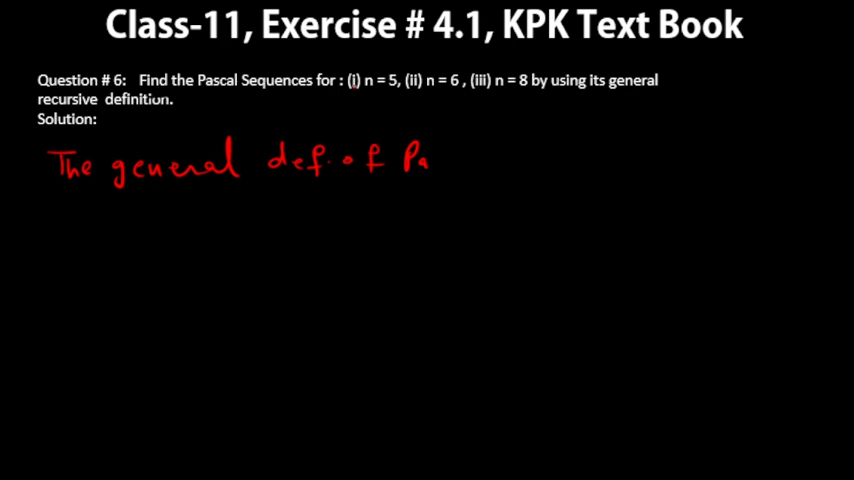 Class-11, Exercise # 4.1, KPK Text Book
Question # 6: Find the Pascal Sequences for : (i) n = 5, (ii) n = 6 , (iii) n = 8 by using its general
recursive definition.
Solution:
The general def. of Pa